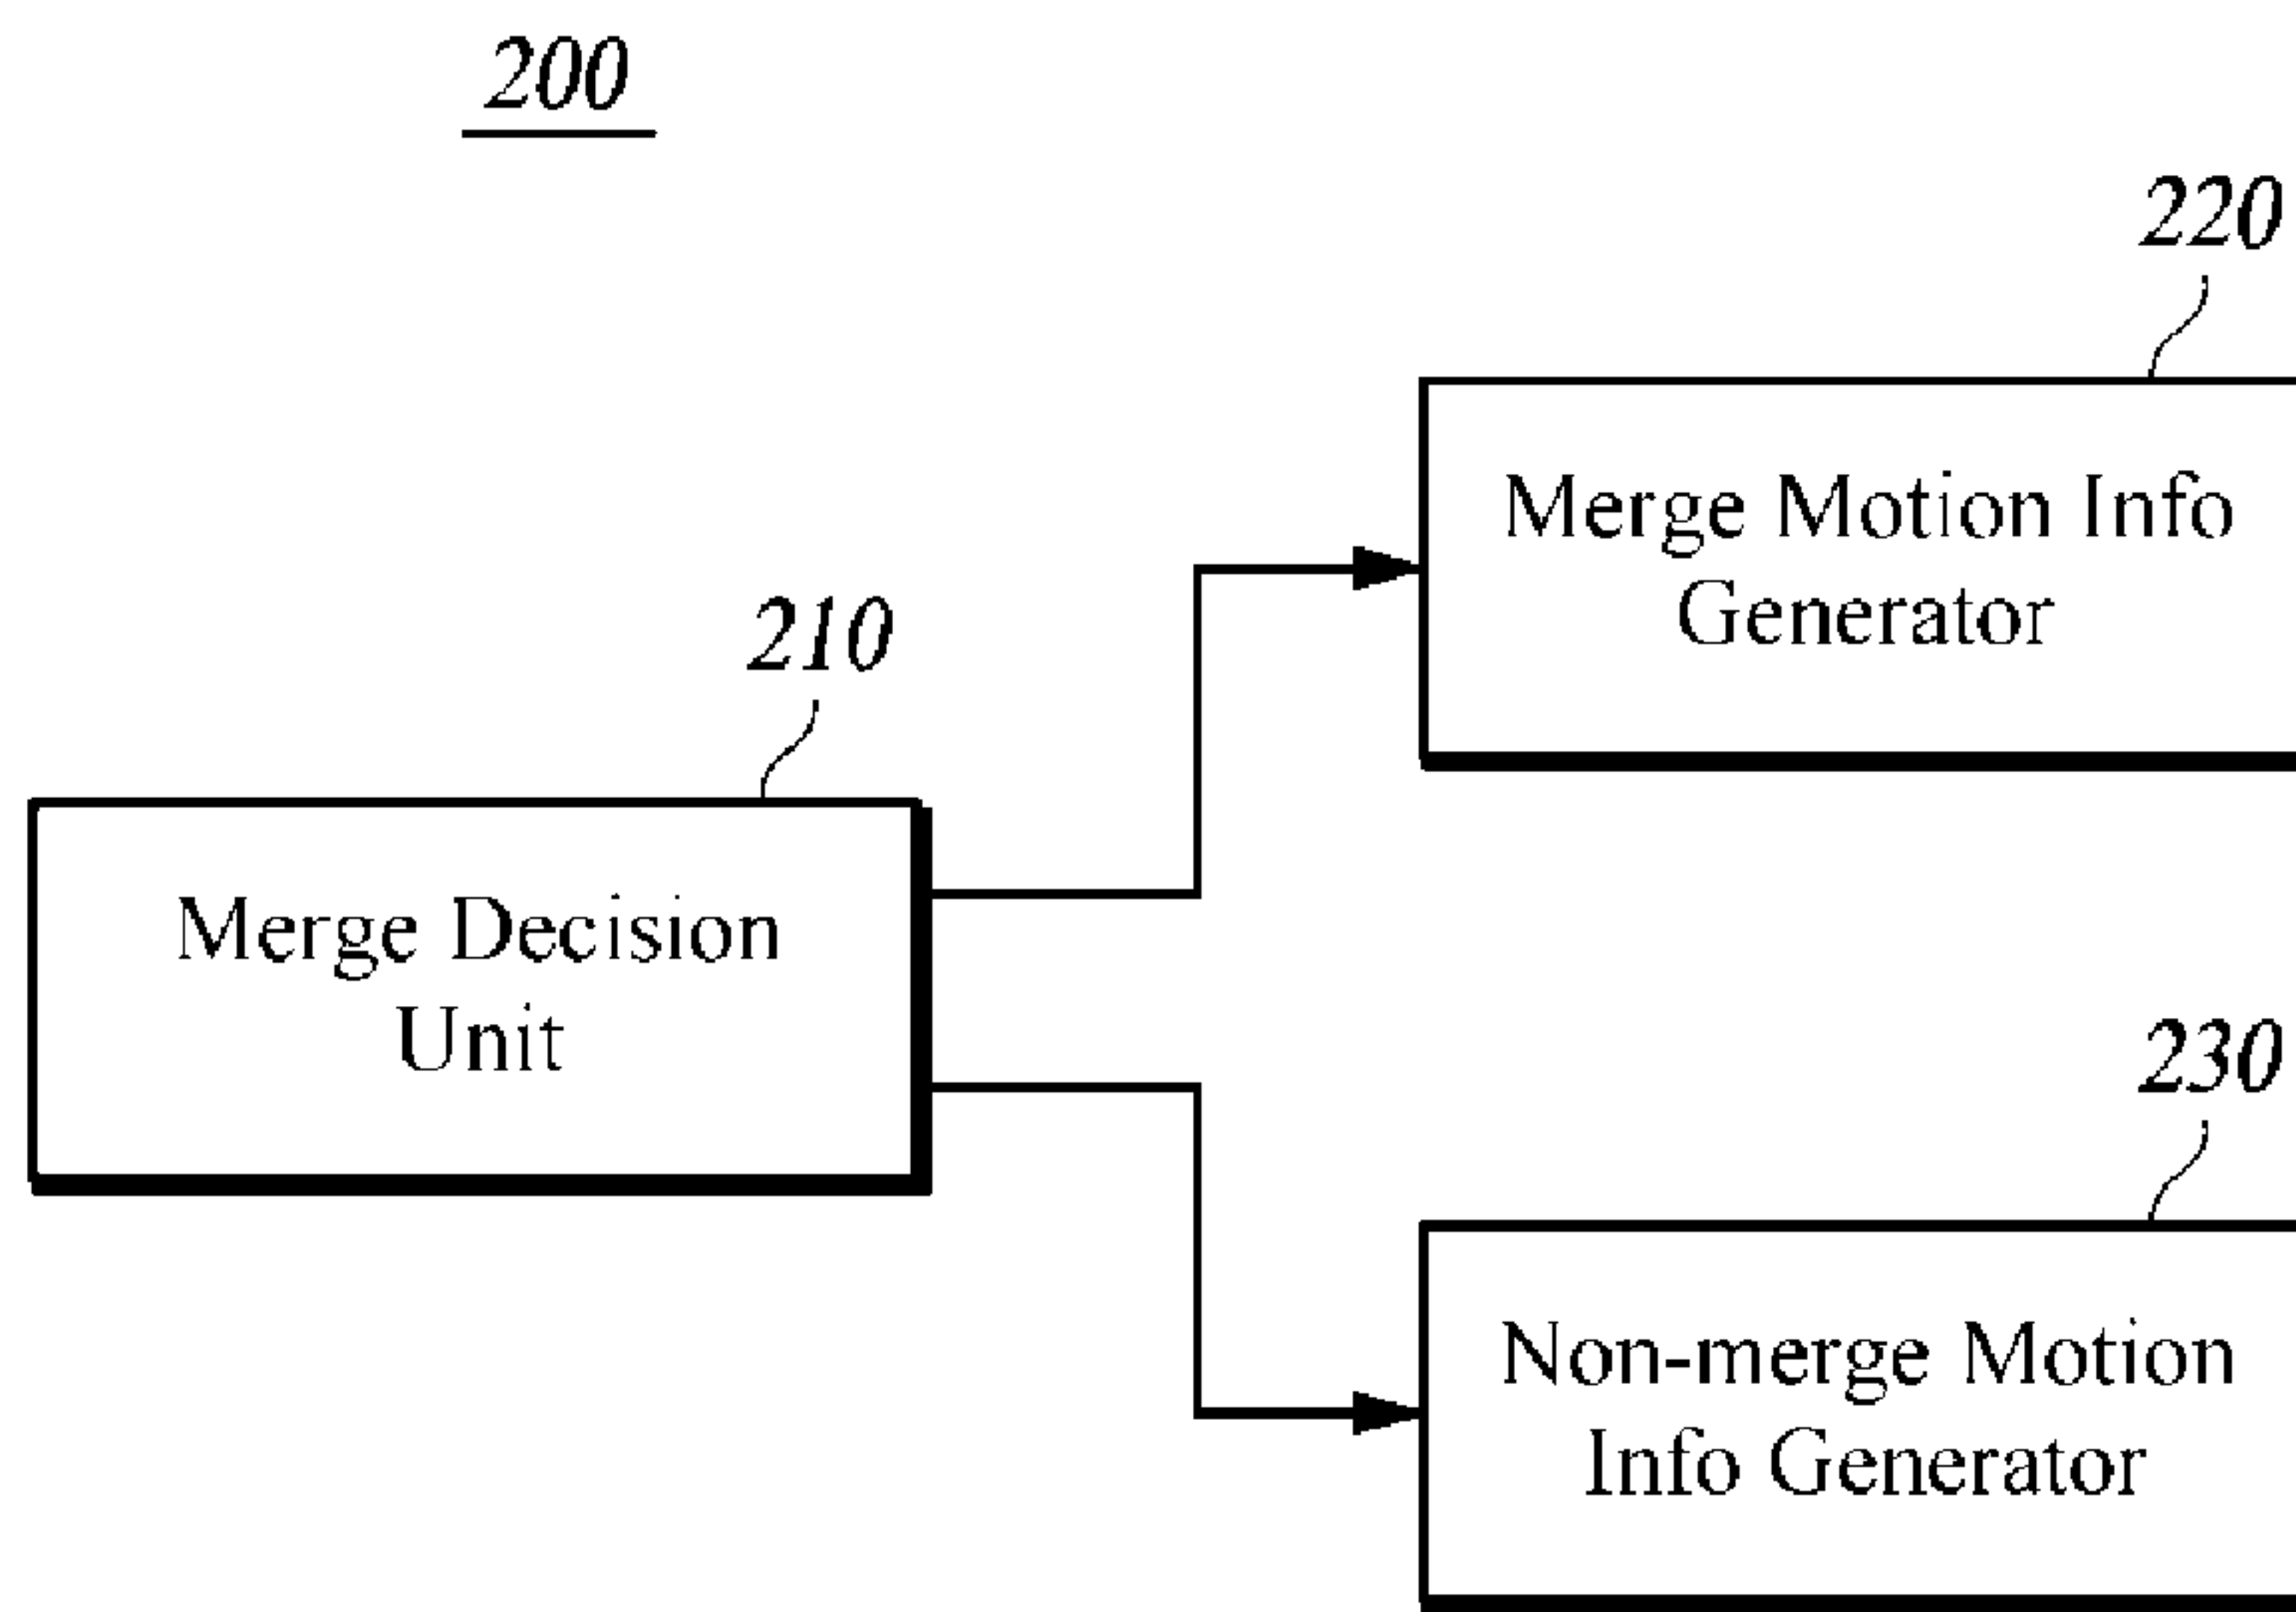 200
220
Merge Motion Info
Generator
210
Merge Decision
Unit
230
Non-merge Motion
Info Generator